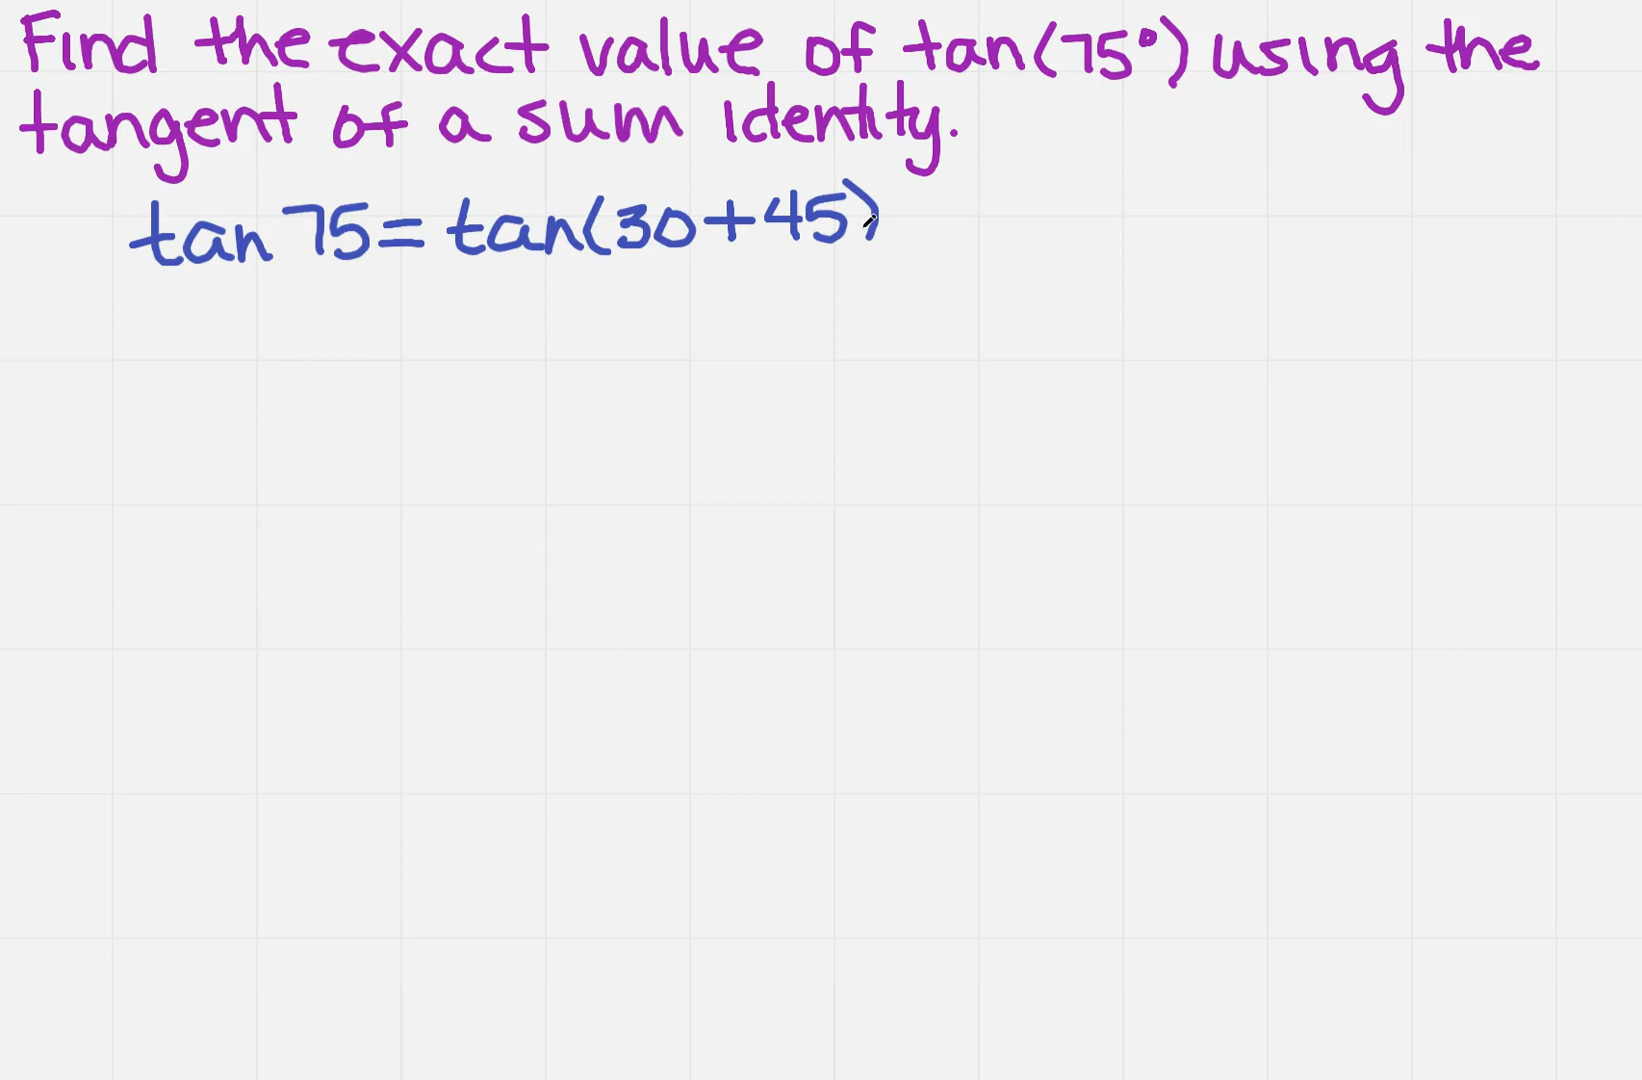 Find the exact value of tan(75°) using the
tangent of a sum identity.
tan 75 = tan(30+45)